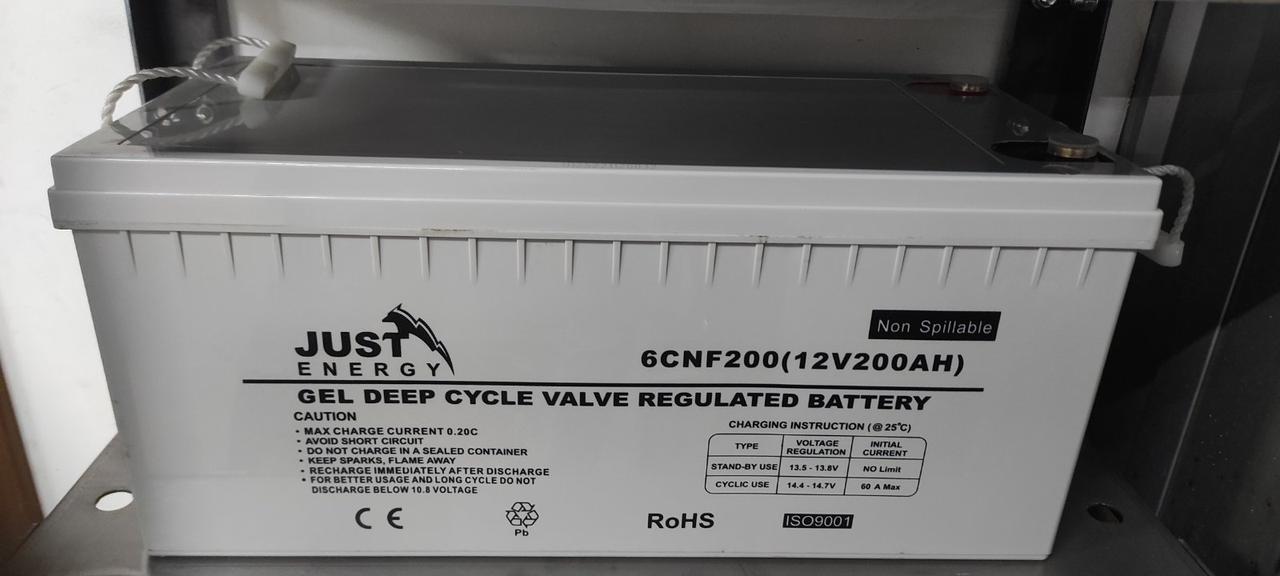 JUST
ENERGY
Non Spillable
6CNF200(12V200AH)
GEL DEEP CYCLE VALVE REGULATED BATTERY
CAUTION
• MAX CHARGE CURRENT 0.20C
• AVOID SHORT CIRCUIT
• DO NOT CHARGE IN A SEALED CONTAINER
• KEEP SPARKS, FLAME AWAY
• RECHARGE IMMEDIATELY AFTER DISCHARGE
• FOR BETTER USAGE AND LONG CYCLE DO NOT
DISCHARGE BELOW 10.8 VOLTAGE
CHARGING INSTRUCTION (@ 25°C)
TYPE VOLTAGE REGULATION INITIAL CURRENT
STAND-BY USE 13.5 - 13.8V NO Limit
CYCLIC USE 14.4 - 14.7V 60 A Max
CE
Pb
RoHS
ISO9001